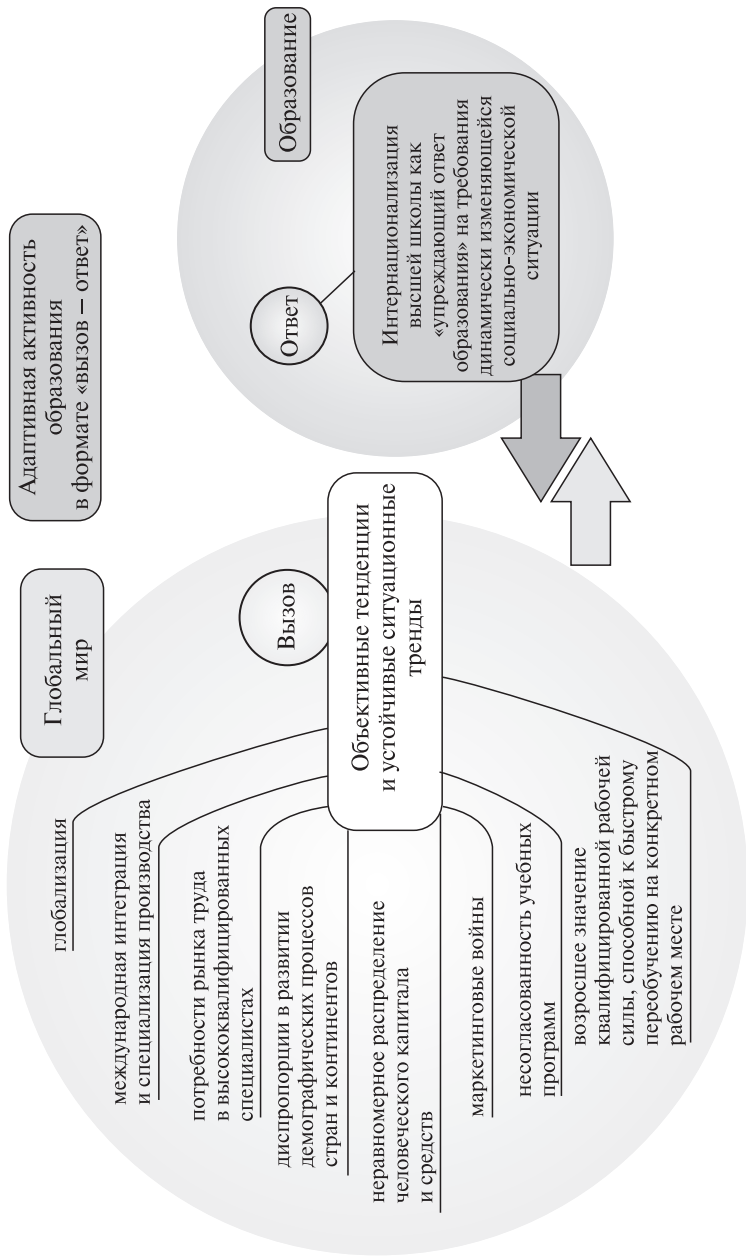 Глобальный
мир
Адаптивная активность
образования
в формате «вызов – ответ»
глобализация
международная интеграция
и специализация производства
потребности рынка труда
в высококвалифицированных
специалистах
диспропорции в развитии
демографических процессов
стран и континентов
неравномерное распределение
человеческого капитала
и средств
маркетинговые войны
несогласованность учебных
программ
возросшее значение
квалифицированной рабочей
силы, способной к быстрому
переобучению на конкретном
рабочем месте
Вызов
Объективные тенденции
и устойчивые ситуационные
тренды
Образование
Ответ
Интернационализация
высшей школы как
«упреждающий ответ
образования» на требования
динамически изменяющейся
социально-экономической
ситуации